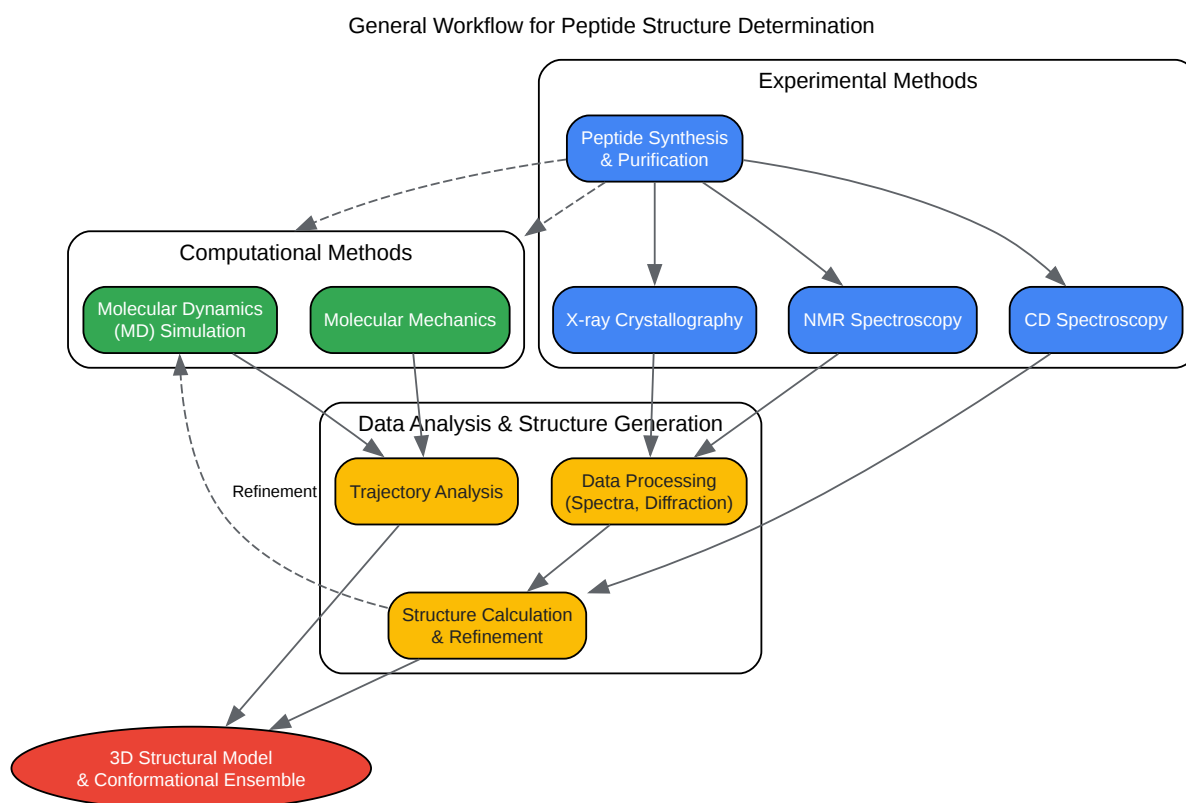 General Workflow for Peptide Structure Determination
Experimental Methods
Peptide Synthesis
& Purification
Computational Methods
Molecular Dynamics
(MD) Simulation
Molecular Mechanics
X-ray Crystallography
NMR Spectroscopy
CD Spectroscopy
Data Analysis & Structure Generation
Refinement
Trajectory Analysis
Data Processing
(Spectra, Diffraction)
Structure Calculation
& Refinement
3D Structural Model
& Conformational Ensemble